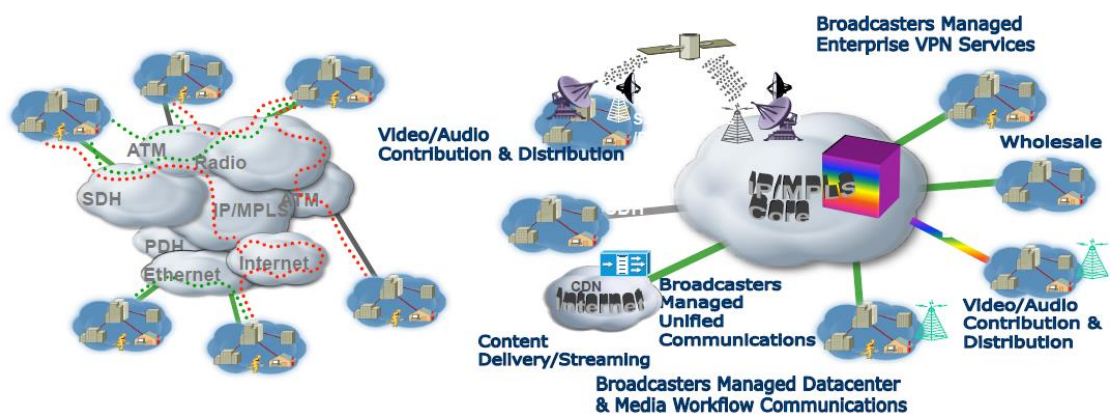 ATM
Radio
SDH
IP/MPLS
ATM
PDH
Ethernet
Internet
Broadcasters Managed
Enterprise VPN Services
Video/Audio
Contribution & Distribution
Wholesale
IP/MPLS
Core
SDH
CDN
Internet
Content
Delivery/Streaming
Broadcasters
Managed
Unified
Communications
Video/Audio
Contribution &
Distribution
Broadcasters Managed Datacenter
& Media Workflow Communications